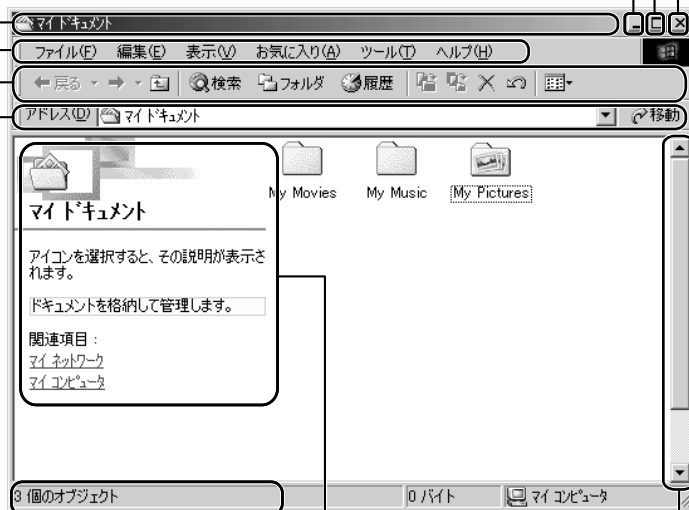 マイ ドキュメント
ファイル(F) 編集(E) 表示(V) お気に入り(A) ツール(T) ヘルプ(H)
戻る 検索 フォルダ 履歴
アドレス(D) マイ ドキュメント 移動
My Movies My Music My Pictures
マイ ドキュメント
アイコンを選択すると、その説明が表示さ
れます。
ドキュメントを格納して管理します。
関連項目 :
マイ ネットワーク
マイ コンピュータ
3 個のオブジェクト 0 バイト マイ コンピュータ